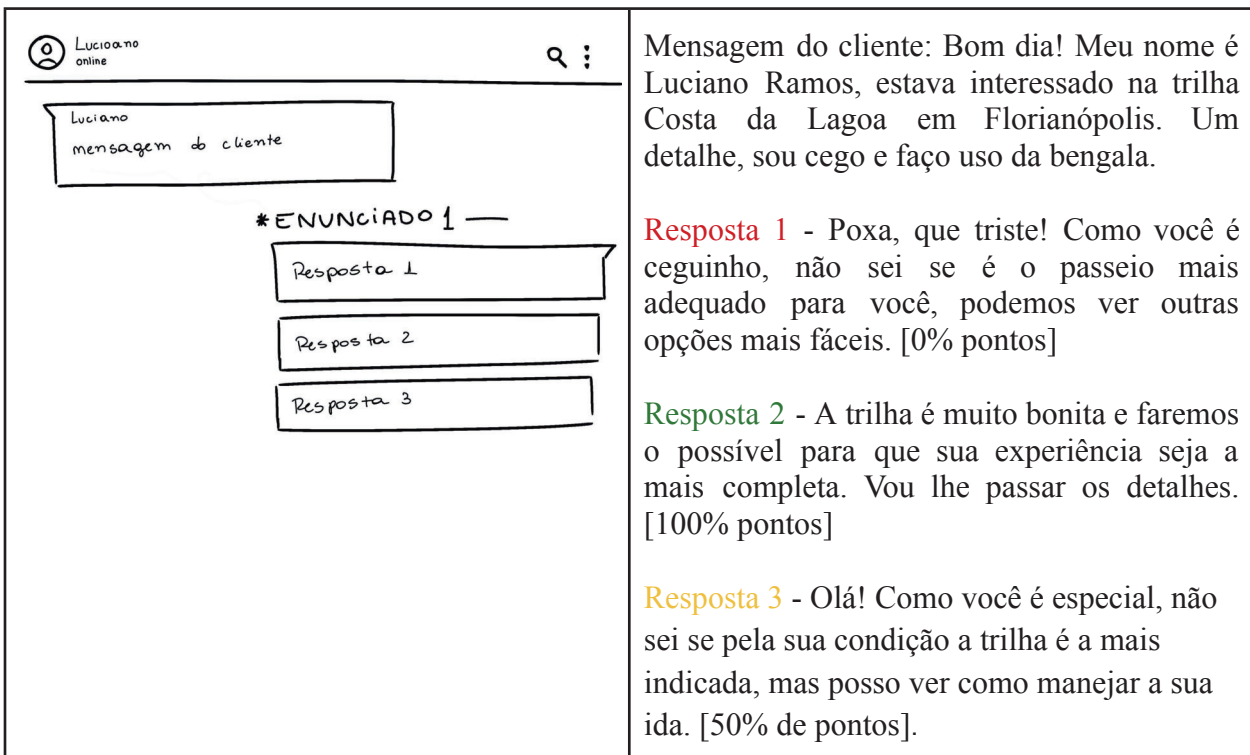 Lucioano
online
Luciano
mensagem do cliente
*ENUNCIADO 1 —
Resposta 1
Resposta 2
Resposta 3
Mensagem do cliente: Bom dia! Meu nome é
Luciano Ramos, estava interessado na trilha
Costa da Lagoa em Florianópolis. Um
detalhe, sou cego e faço uso da bengala.
Resposta 1 - Poxa, que triste! Como você é
ceguinho, não sei se é o passeio mais
adequado para você, podemos ver outras
opções mais fáceis. [0% pontos]
Resposta 2 - A trilha é muito bonita e faremos
o possível para que sua experiência seja a
mais completa. Vou lhe passar os detalhes.
[100% pontos]
Resposta 3 - Olá! Como você é especial, não
sei se pela sua condição a trilha é a mais
indicada, mas posso ver como manejar a sua
ida. [50% de pontos].